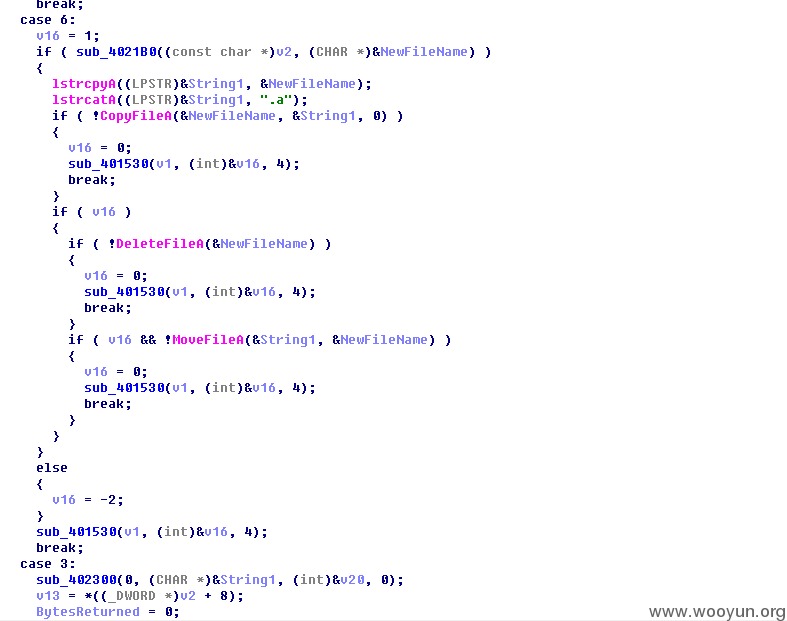 break;
  case 6:
    v16 = 1;
    if ( sub_4021B0((const char *)v2, (CHAR *)&NewFileName) )
    {
      lstrcpyA((LPSTR)&String1, &NewFileName);
      lstrcatA((LPSTR)&String1, ".a");
      if ( !CopyFileA(&NewFileName, &String1, 0) )
      {
        v16 = 0;
        sub_401530(v1, (int)&v16, 4);
        break;
      }
      if ( v16 )
      {
        if ( !DeleteFileA(&NewFileName) )
        {
          v16 = 0;
          sub_401530(v1, (int)&v16, 4);
          break;
        }
        if ( v16 && !MoveFileA(&String1, &NewFileName) )
        {
          v16 = 0;
          sub_401530(v1, (int)&v16, 4);
          break;
        }
      }
    }
    else
    {
      v16 = -2;
    }
    sub_401530(v1, (int)&v16, 4);
    break;
  case 3:
    sub_402300(0, (CHAR *)&String1, (int)&v20, 0);
    v13 = *((_DWORD *)v2 + 8);
    BytesReturned = 0;
www.wooyun.org